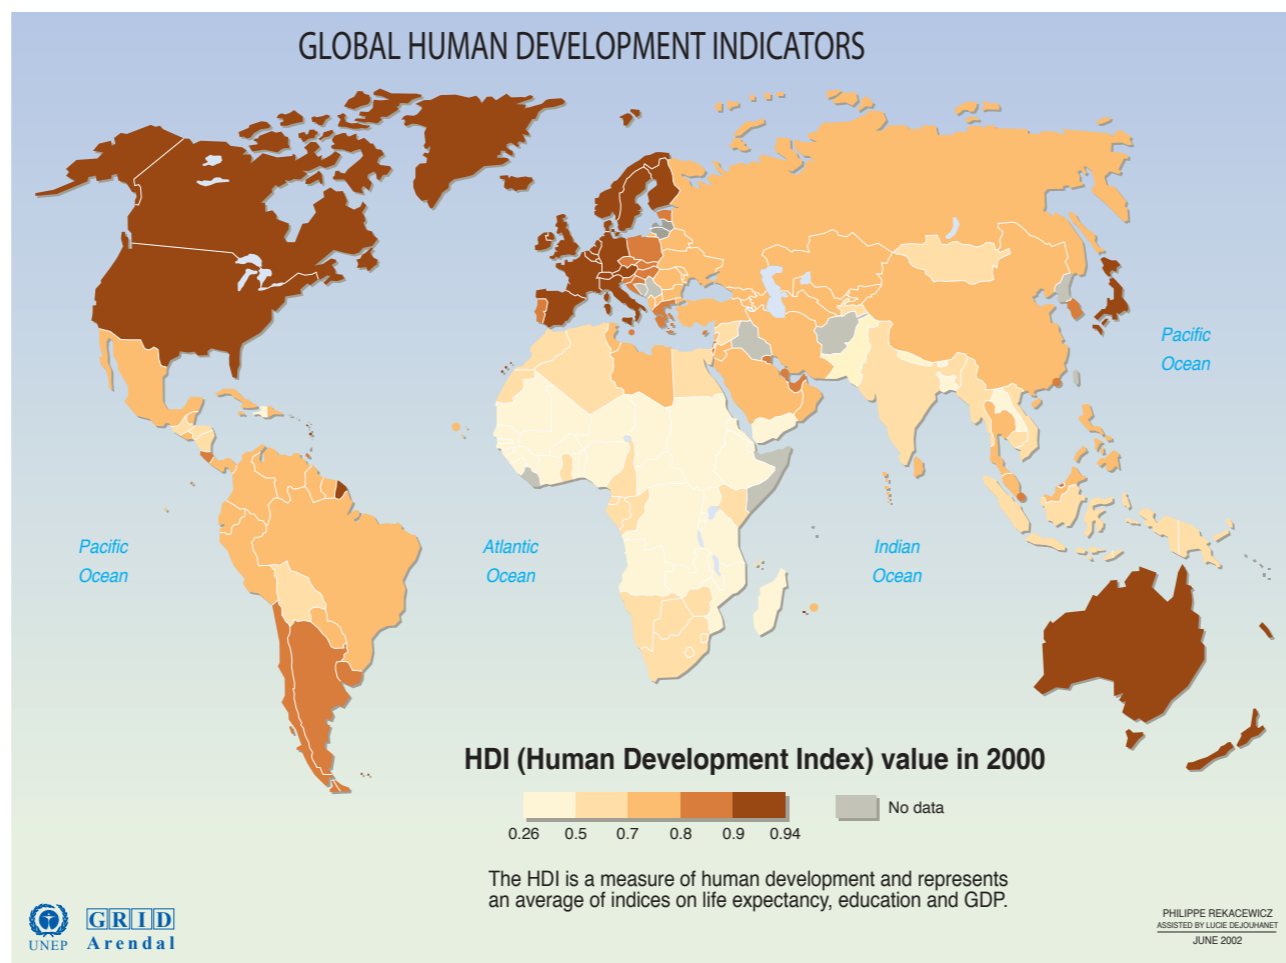 GLOBAL HUMAN DEVELOPMENT INDICATORS
Pacific
Ocean
Pacific
Ocean
Atlantic
Ocean
Indian
Ocean
HDI (Human Development Index) value in 2000
0.26 0.5 0.7 0.8 0.9 0.94
No data
The HDI is a measure of human development and represents
an average of indices on life expectancy, education and GDP.
UNEP
GRID
Arendal
PHILIPPE REKACEWICZ
ASSISTED BY LUCIE DEJOUHANET
JUNE 2002